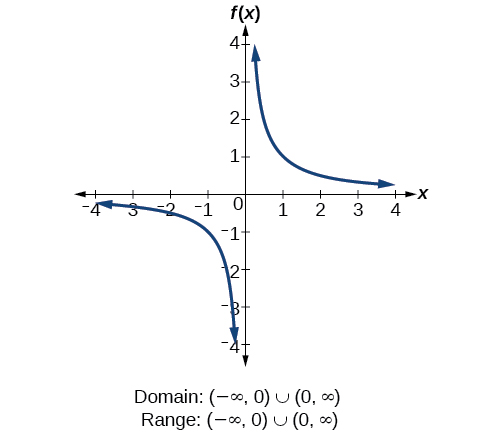 f(x)
4
3
2
1
-4 -3 -2 -1 0 1 2 3 4 x
-1
-2
-3
-4
Domain: (−∞, 0) ∪ (0, ∞)
Range: (−∞, 0) ∪ (0, ∞)